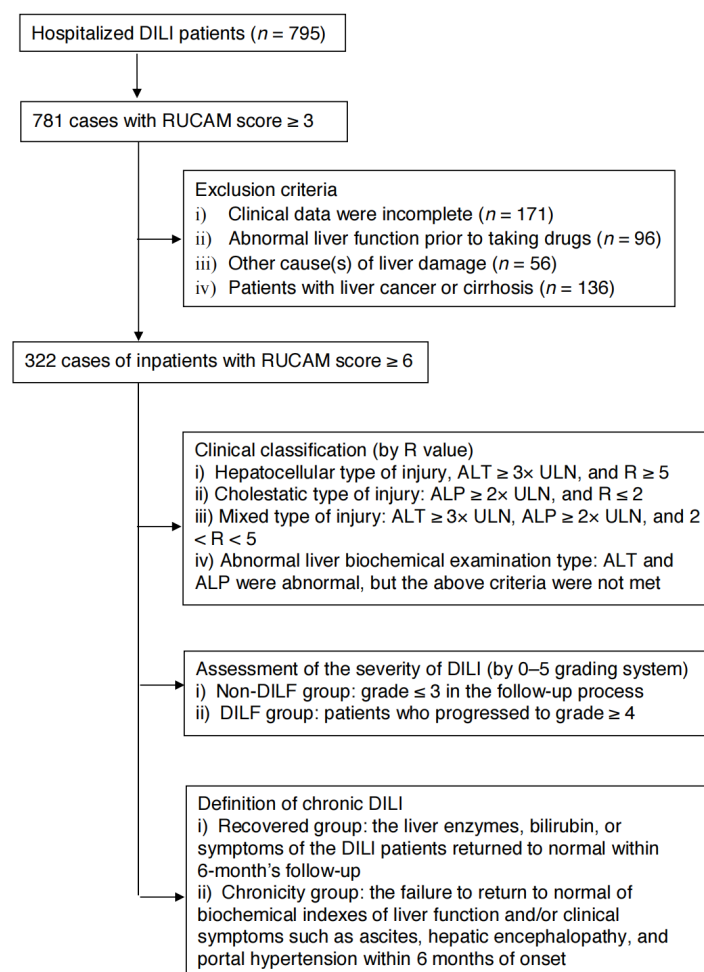 Hospitalized DILI patients (n = 795)
781 cases with RUCAM score ≥ 3
Exclusion criteria
i) Clinical data were incomplete (n = 171)
ii) Abnormal liver function prior to taking drugs (n = 96)
iii) Other cause(s) of liver damage (n = 56)
iv) Patients with liver cancer or cirrhosis (n = 136)
322 cases of inpatients with RUCAM score ≥ 6
Clinical classification (by R value)
i) Hepatocellular type of injury, ALT ≥ 3× ULN, and R ≥ 5
ii) Cholestatic type of injury: ALP ≥ 2× ULN, and R ≤ 2
iii) Mixed type of injury: ALT ≥ 3× ULN, ALP ≥ 2× ULN, and 2
< R < 5
iv) Abnormal liver biochemical examination type: ALT and
ALP were abnormal, but the above criteria were not met
Assessment of the severity of DILI (by 0–5 grading system)
i) Non-DILF group: grade ≤ 3 in the follow-up process
ii) DILF group: patients who progressed to grade ≥ 4
Definition of chronic DILI
i) Recovered group: the liver enzymes, bilirubin, or
symptoms of the DILI patients returned to normal within
6-month's follow-up
ii) Chronicity group: the failure to return to normal of
biochemical indexes of liver function and/or clinical
symptoms such as ascites, hepatic encephalopathy, and
portal hypertension within 6 months of onset